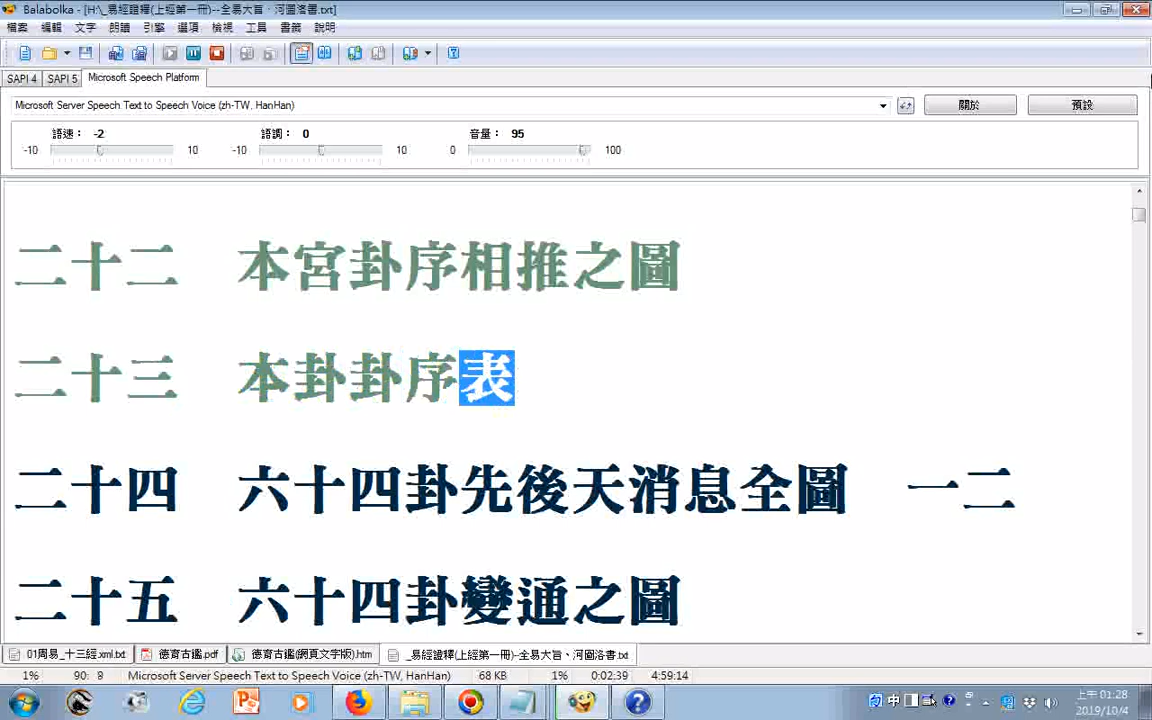 Balabolka - [H:\_易經證釋(上經第一冊)--全易大旨、河圖洛書.txt]
檔案 編輯 文字 朗讀 引擎 選項 檢視 工具 書籤 說明
SAPI 4 SAPI 5 Microsoft Speech Platform
Microsoft Server Speech Text to Speech Voice (zh-TW, HanHan) 關於 預設
語速： -2 語調： 0 音量： 95
-10 10 -10 10 0 100
二十二　本宮卦序相推之圖
二十三　本卦卦序表
二十四　六十四卦先後天消息全圖　一二
二十五　六十四卦變通之圖
01周易_十三經.xml.txt 德育古鑑.pdf 德育古鑑(網頁文字版).htm _易經證釋(上經第一冊)--全易大旨、河圖洛書.txt
1% 90: 9 Microsoft Server Speech Text to Speech Voice (zh-TW, HanHan) 68 KB 1% 0:02:39 4:59:14
中 上午 01:28
2019/10/4